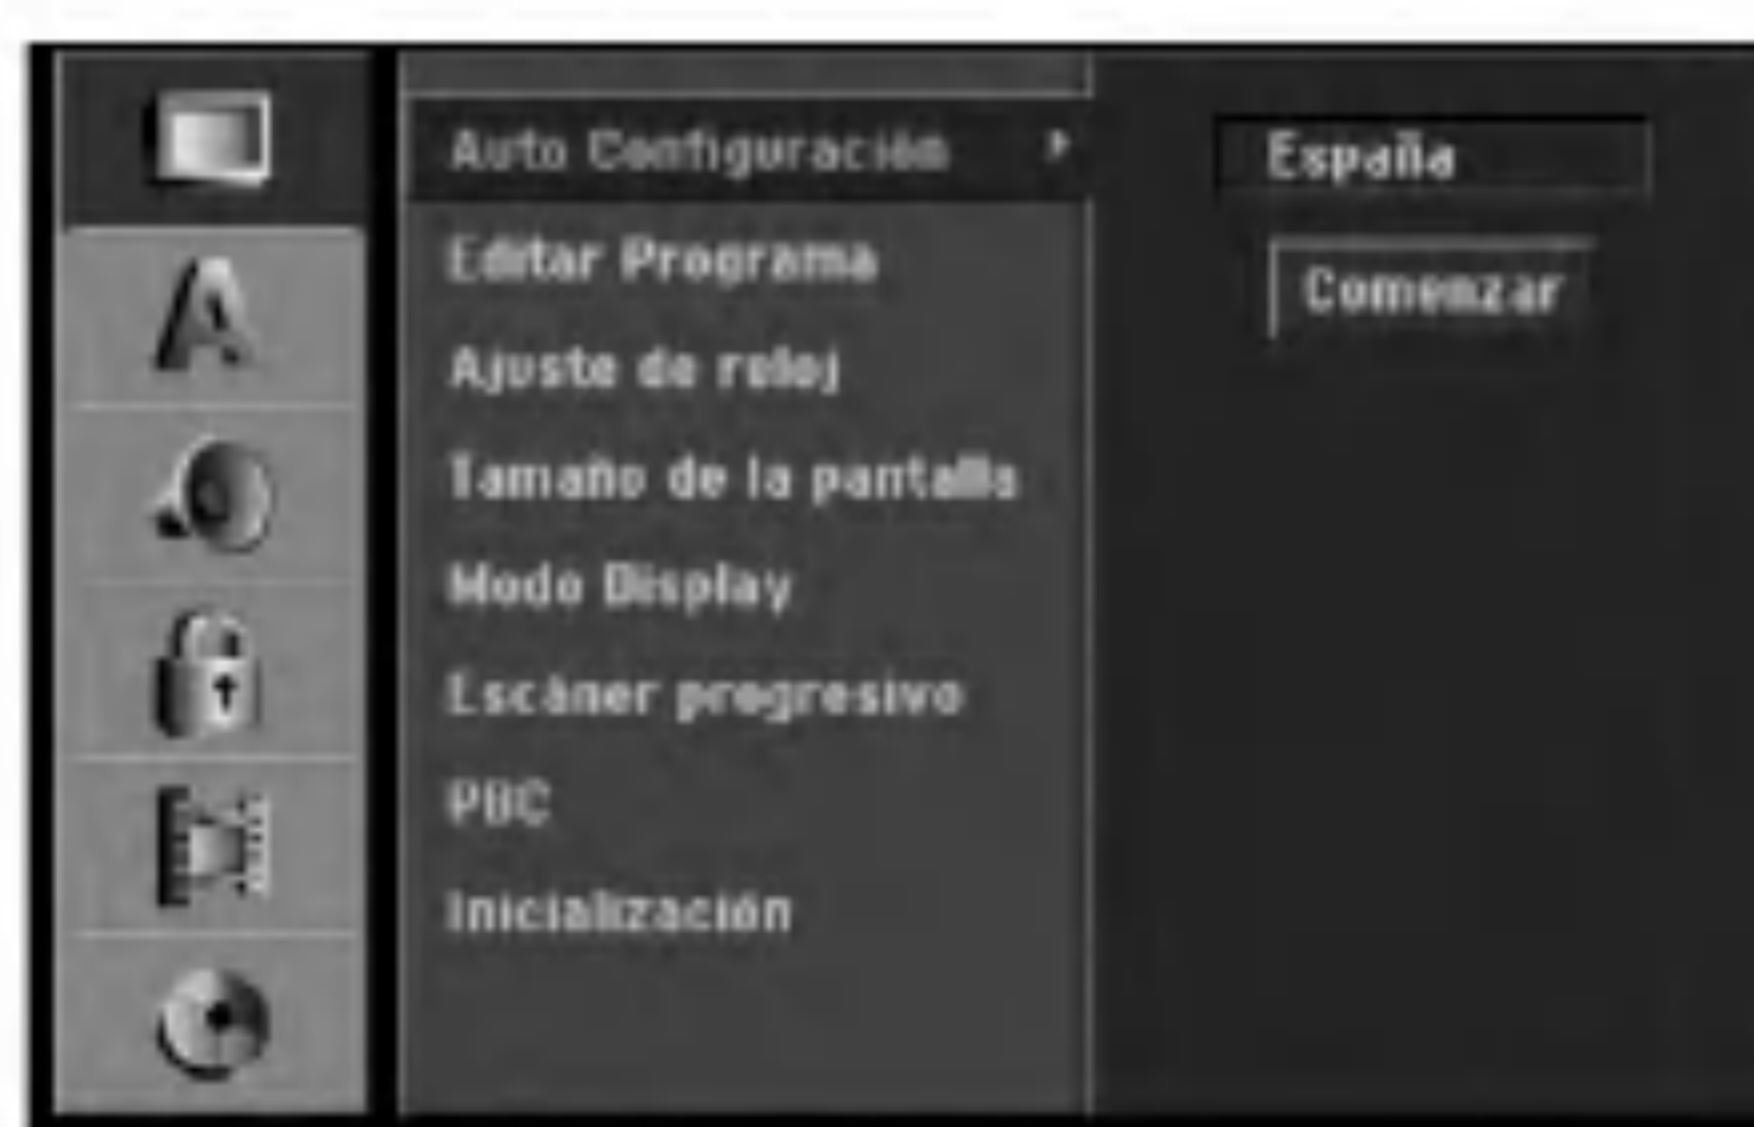 Auto Configuración
España
Comenzar
Editar Programa
Ajuste de reloj
Tamaño de la pantalla
Modo Display
Escáner progresivo
PBC
Inicialización